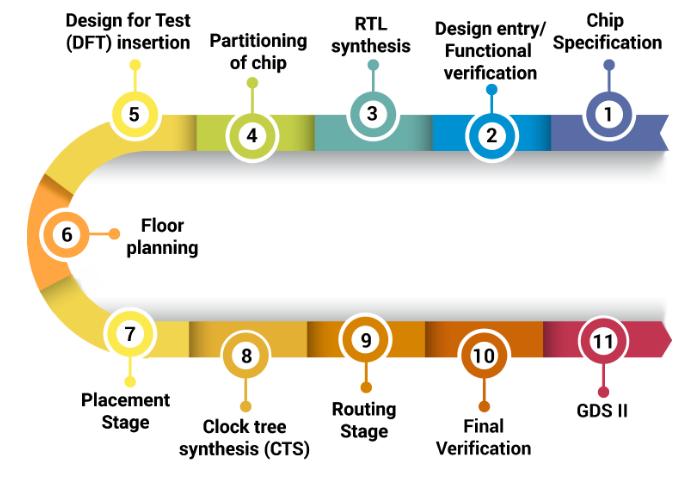 Chip
Specification
1
Design entry/
Functional
verification
2
RTL
synthesis
3
Partitioning
of chip
4
Design for Test
(DFT) insertion
5
6
Floor
planning
7
Placement
Stage
8
Clock tree
synthesis (CTS)
9
Routing
Stage
10
Final
Verification
11
GDS II